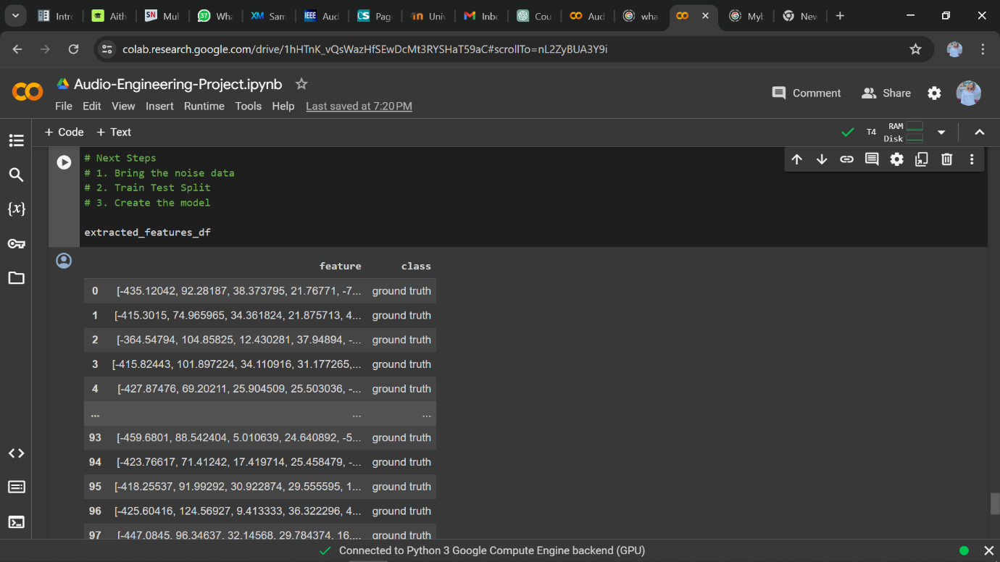 Intro
Aith
Mul
37 Wha
XM Sam
IEEE Aud
CS Page
Univ
Inbo
Cou
Aud
wha
Myb
New
colab.research.google.com/drive/1hHTnK_vQsWazHfSEwDcMt3RYSHaT59aC#scrollTo=nL2ZyBUA3Y9i
Audio-Engineering-Project.ipynb
Comment
Share
File Edit View Insert Runtime Tools Help Last saved at 7:20 PM
+ Code + Text
T4
RAM
Disk
# Next Steps
# 1. Bring the noise data
# 2. Train Test Split
# 3. Create the model
extracted_features_df
feature class
0 [-435.12042, 92.28187, 38.373795, 21.76771, -7... ground truth
1 [-415.3015, 74.965965, 34.361824, 21.875713, 4... ground truth
2 [-364.54794, 104.85825, 12.430281, 37.94894, -... ground truth
3 [-415.82443, 101.897224, 34.110916, 31.177265,... ground truth
4 [-427.87476, 69.20211, 25.904509, 25.503036, -... ground truth
... ... ...
93 [-459.6801, 88.542404, 5.010639, 24.640892, -5... ground truth
94 [-423.76617, 71.41242, 17.419714, 25.458479, -... ground truth
95 [-418.25537, 91.99292, 30.922874, 29.555595, 1... ground truth
96 [-425.60416, 124.56927, 9.413333, 36.322296, 4... ground truth
97 [-447.0845, 96.34637, 32.14568, 29.784374, 16.... ground truth
Connected to Python 3 Google Compute Engine backend (GPU)